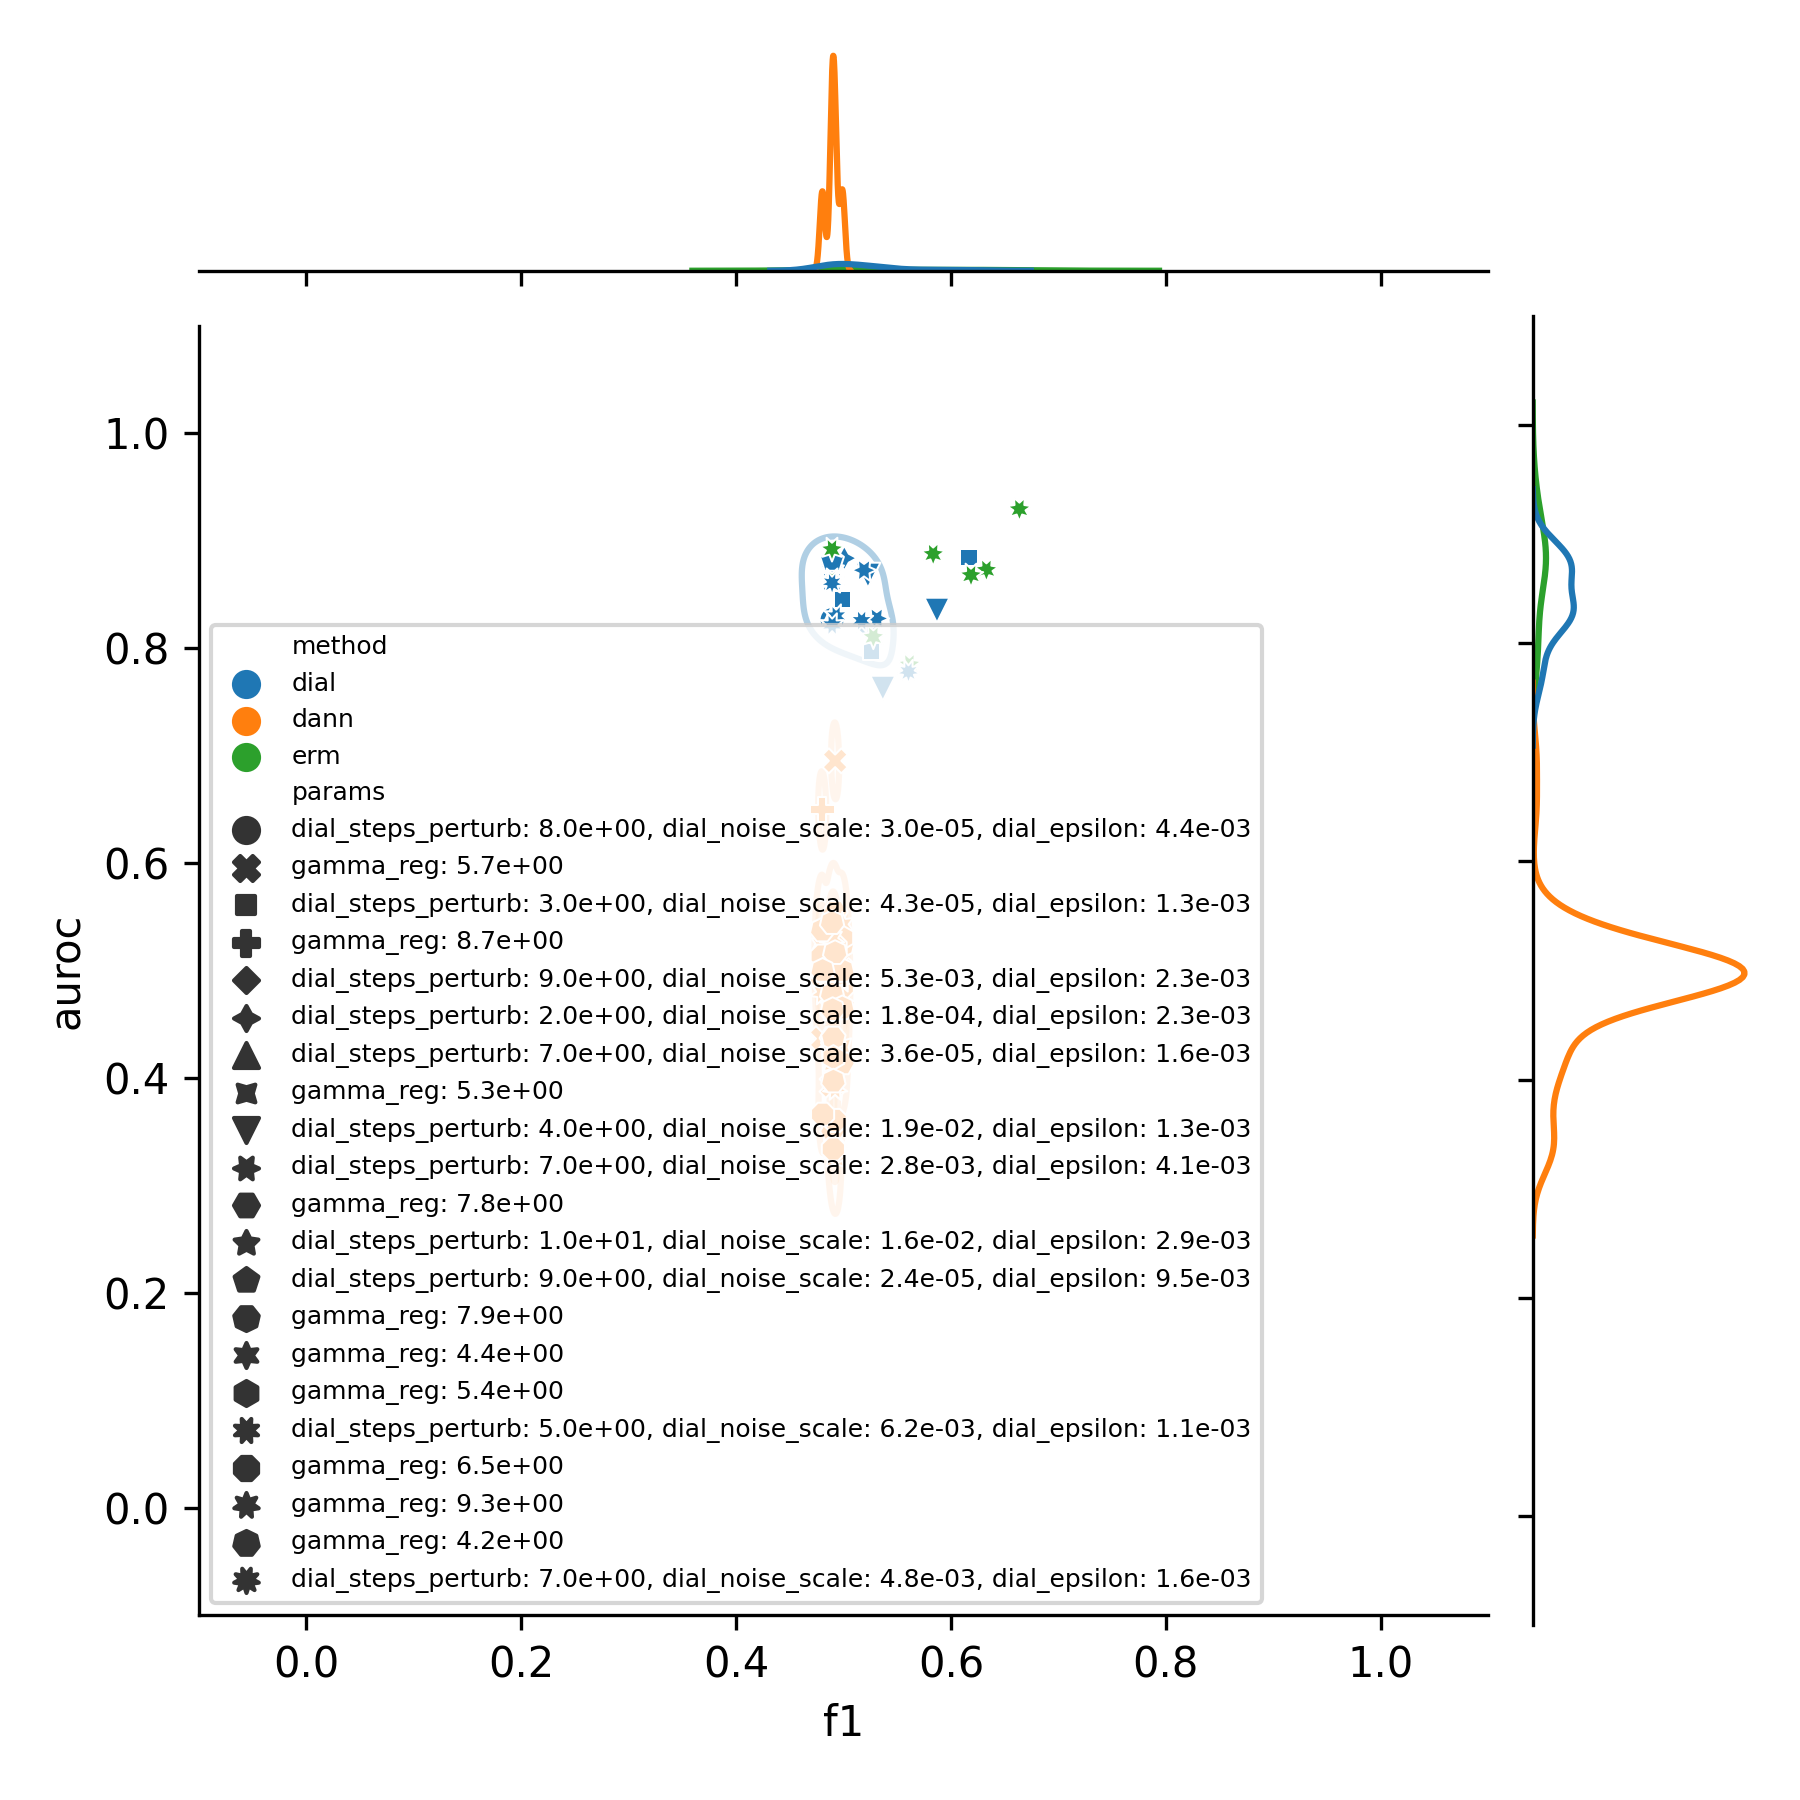 1.0
0.8
0.6
0.4
0.2
0.0
auroc
method
dial
dann
erm
params
dial_steps_perturb: 8.0e+00, dial_noise_scale: 3.0e-05, dial_epsilon: 4.4e-03
gamma_reg: 5.7e+00
dial_steps_perturb: 3.0e+00, dial_noise_scale: 4.3e-05, dial_epsilon: 1.3e-03
gamma_reg: 8.7e+00
dial_steps_perturb: 9.0e+00, dial_noise_scale: 5.3e-03, dial_epsilon: 2.3e-03
dial_steps_perturb: 2.0e+00, dial_noise_scale: 1.8e-04, dial_epsilon: 2.3e-03
dial_steps_perturb: 7.0e+00, dial_noise_scale: 3.6e-05, dial_epsilon: 1.6e-03
gamma_reg: 5.3e+00
dial_steps_perturb: 4.0e+00, dial_noise_scale: 1.9e-02, dial_epsilon: 1.3e-03
dial_steps_perturb: 7.0e+00, dial_noise_scale: 2.8e-03, dial_epsilon: 4.1e-03
gamma_reg: 7.8e+00
dial_steps_perturb: 1.0e+01, dial_noise_scale: 1.6e-02, dial_epsilon: 2.9e-03
dial_steps_perturb: 9.0e+00, dial_noise_scale: 2.4e-05, dial_epsilon: 9.5e-03
gamma_reg: 7.9e+00
gamma_reg: 4.4e+00
gamma_reg: 5.4e+00
dial_steps_perturb: 5.0e+00, dial_noise_scale: 6.2e-03, dial_epsilon: 1.1e-03
gamma_reg: 6.5e+00
gamma_reg: 9.3e+00
gamma_reg: 4.2e+00
dial_steps_perturb: 7.0e+00, dial_noise_scale: 4.8e-03, dial_epsilon: 1.6e-03
0.0 0.2 0.4 0.6 0.8 1.0
f1